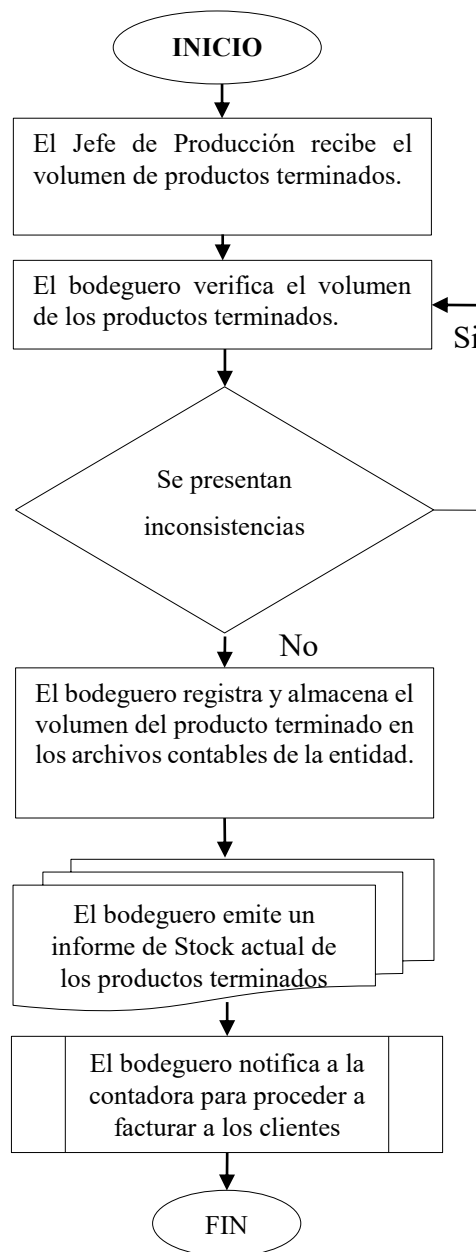 INICIO
El Jefe de Producción recibe el
volumen de productos terminados.
El bodeguero verifica el volumen
de los productos terminados.
Si
Se presentan
inconsistencias
No
El bodeguero registra y almacena el
volumen del producto terminado en
los archivos contables de la entidad.
El bodeguero emite un
informe de Stock actual de
los productos terminados
El bodeguero notifica a la
contadora para proceder a
facturar a los clientes
FIN